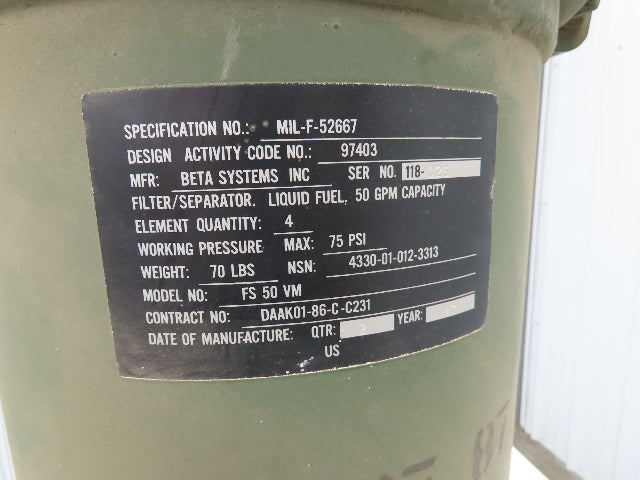 SPECIFICATION NO.: MIL-F-52667
DESIGN ACTIVITY CODE NO.: 97403
MFR: BETA SYSTEMS INC SER NO. 118-
FILTER/SEPARATOR. LIQUID FUEL, 50 GPM CAPACITY
ELEMENT QUANTITY: 4
WORKING PRESSURE MAX: 75 PSI
WEIGHT: 70 LBS NSN: 4330-01-012-3313
MODEL NO: FS 50 VM
CONTRACT NO: DAAK01-86-C-C231
DATE OF MANUFACTURE: QTR: 2 YEAR:
US